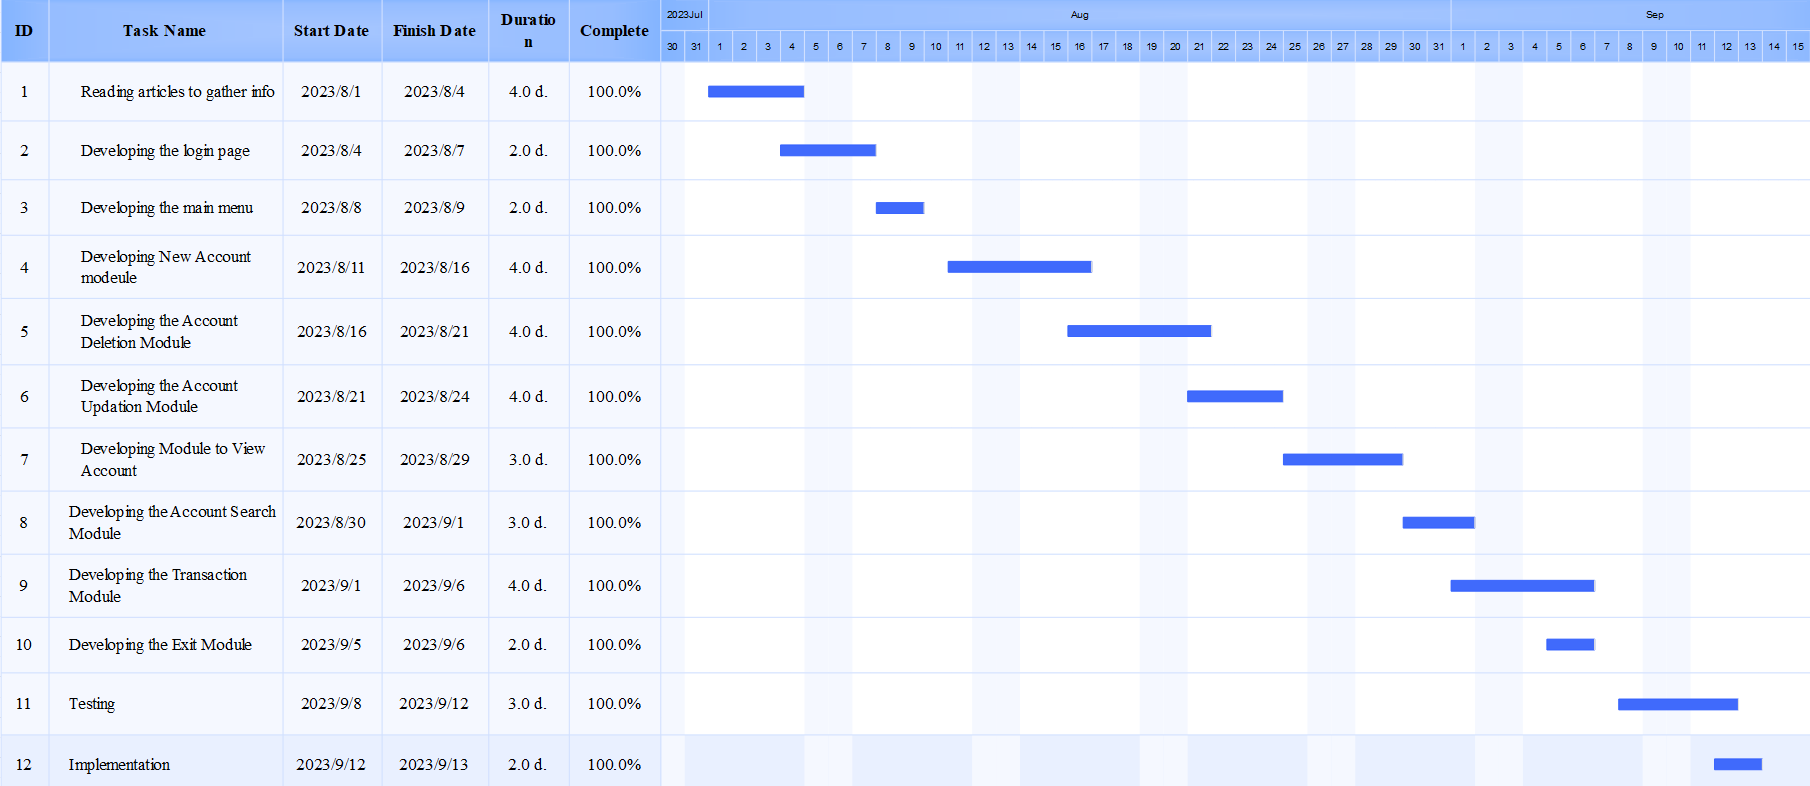 ID Task Name Start Date Finish Date Duratio Complete
n
2023Jul Aug Sep
30 31 1 2 3 4 5 6 7 8 9 10 11 12 13 14 15 16 17 18 19 20 21 22 23 24 25 26 27 28 29 30 31 1 2 3 4 5 6 7 8 9 10 11 12 13 14 15
1 Reading articles to gather info 2023/8/1 2023/8/4 4.0 d. 100.0%
2 Developing the login page 2023/8/4 2023/8/7 2.0 d. 100.0%
3 Developing the main menu 2023/8/8 2023/8/9 2.0 d. 100.0%
4 Developing New Account
modeule 2023/8/11 2023/8/16 4.0 d. 100.0%
5 Developing the Account
Deletion Module 2023/8/16 2023/8/21 4.0 d. 100.0%
6 Developing the Account
Updation Module 2023/8/21 2023/8/24 4.0 d. 100.0%
7 Developing Module to View
Account 2023/8/25 2023/8/29 3.0 d. 100.0%
8 Developing the Account Search
Module 2023/8/30 2023/9/1 3.0 d. 100.0%
9 Developing the Transaction
Module 2023/9/1 2023/9/6 4.0 d. 100.0%
10 Developing the Exit Module 2023/9/5 2023/9/6 2.0 d. 100.0%
11 Testing 2023/9/8 2023/9/12 3.0 d. 100.0%
12 Implementation 2023/9/12 2023/9/13 2.0 d. 100.0%